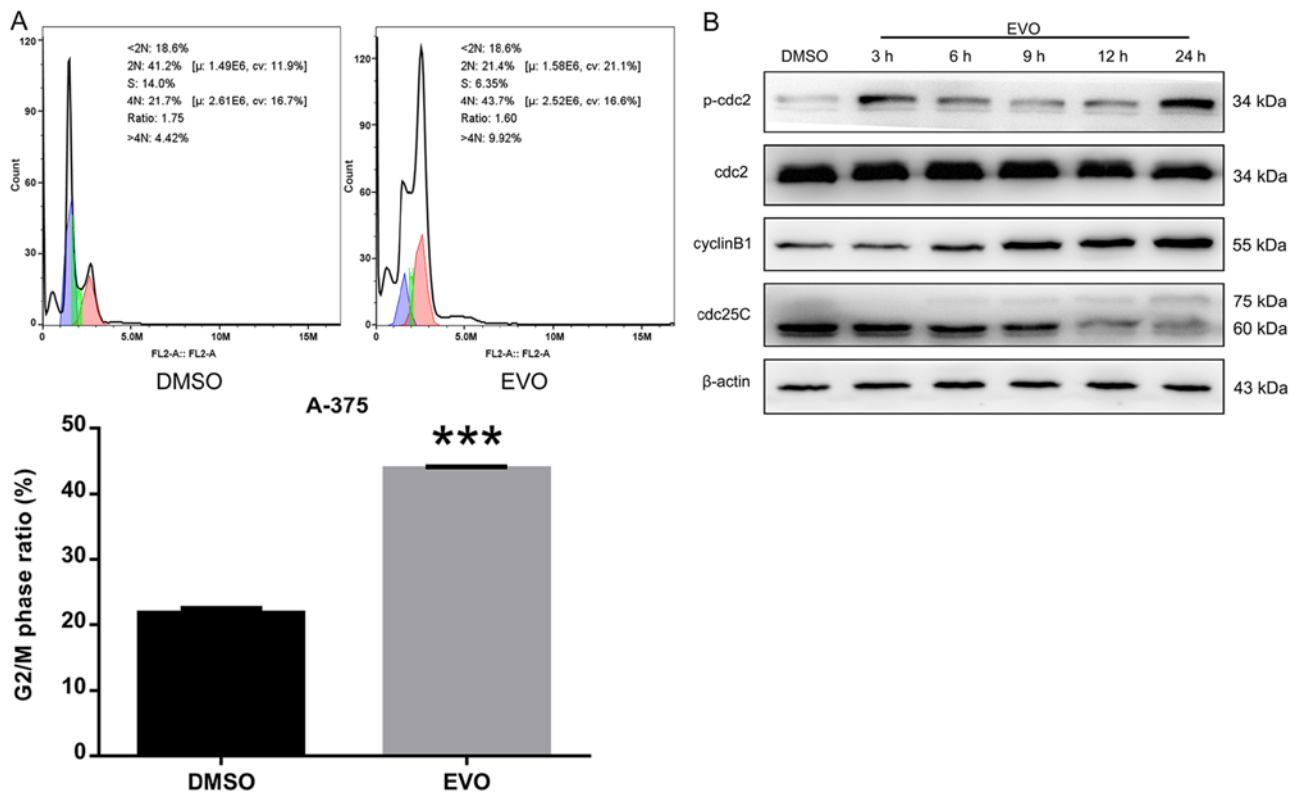 A
120
90
60
30
0
Count
<2N: 18.6%
2N: 41.2% [μ: 1.49E6, cv: 11.9%]
S: 14.0%
4N: 21.7% [μ: 2.61E6, cv: 16.7%]
Ratio: 1.75
>4N: 4.42%
0 5.0M 10M 15M
FL2-A:: FL2-A
DMSO
120
90
60
30
0
Count
<2N: 18.6%
2N: 21.4% [μ: 1.58E6, cv: 21.1%]
S: 6.35%
4N: 43.7% [μ: 2.52E6, cv: 16.6%]
Ratio: 1.60
>4N: 9.92%
0 5.0M 10M 15M
FL2-A:: FL2-A
EVO
A-375
G2/M phase ratio (%)
50
40
30
20
10
0
***
DMSO EVO
B
EVO
DMSO 3 h 6 h 9 h 12 h 24 h
p-cdc2 34 kDa
cdc2 34 kDa
cyclinB1 55 kDa
75 kDa
cdc25C 60 kDa
β-actin 43 kDa